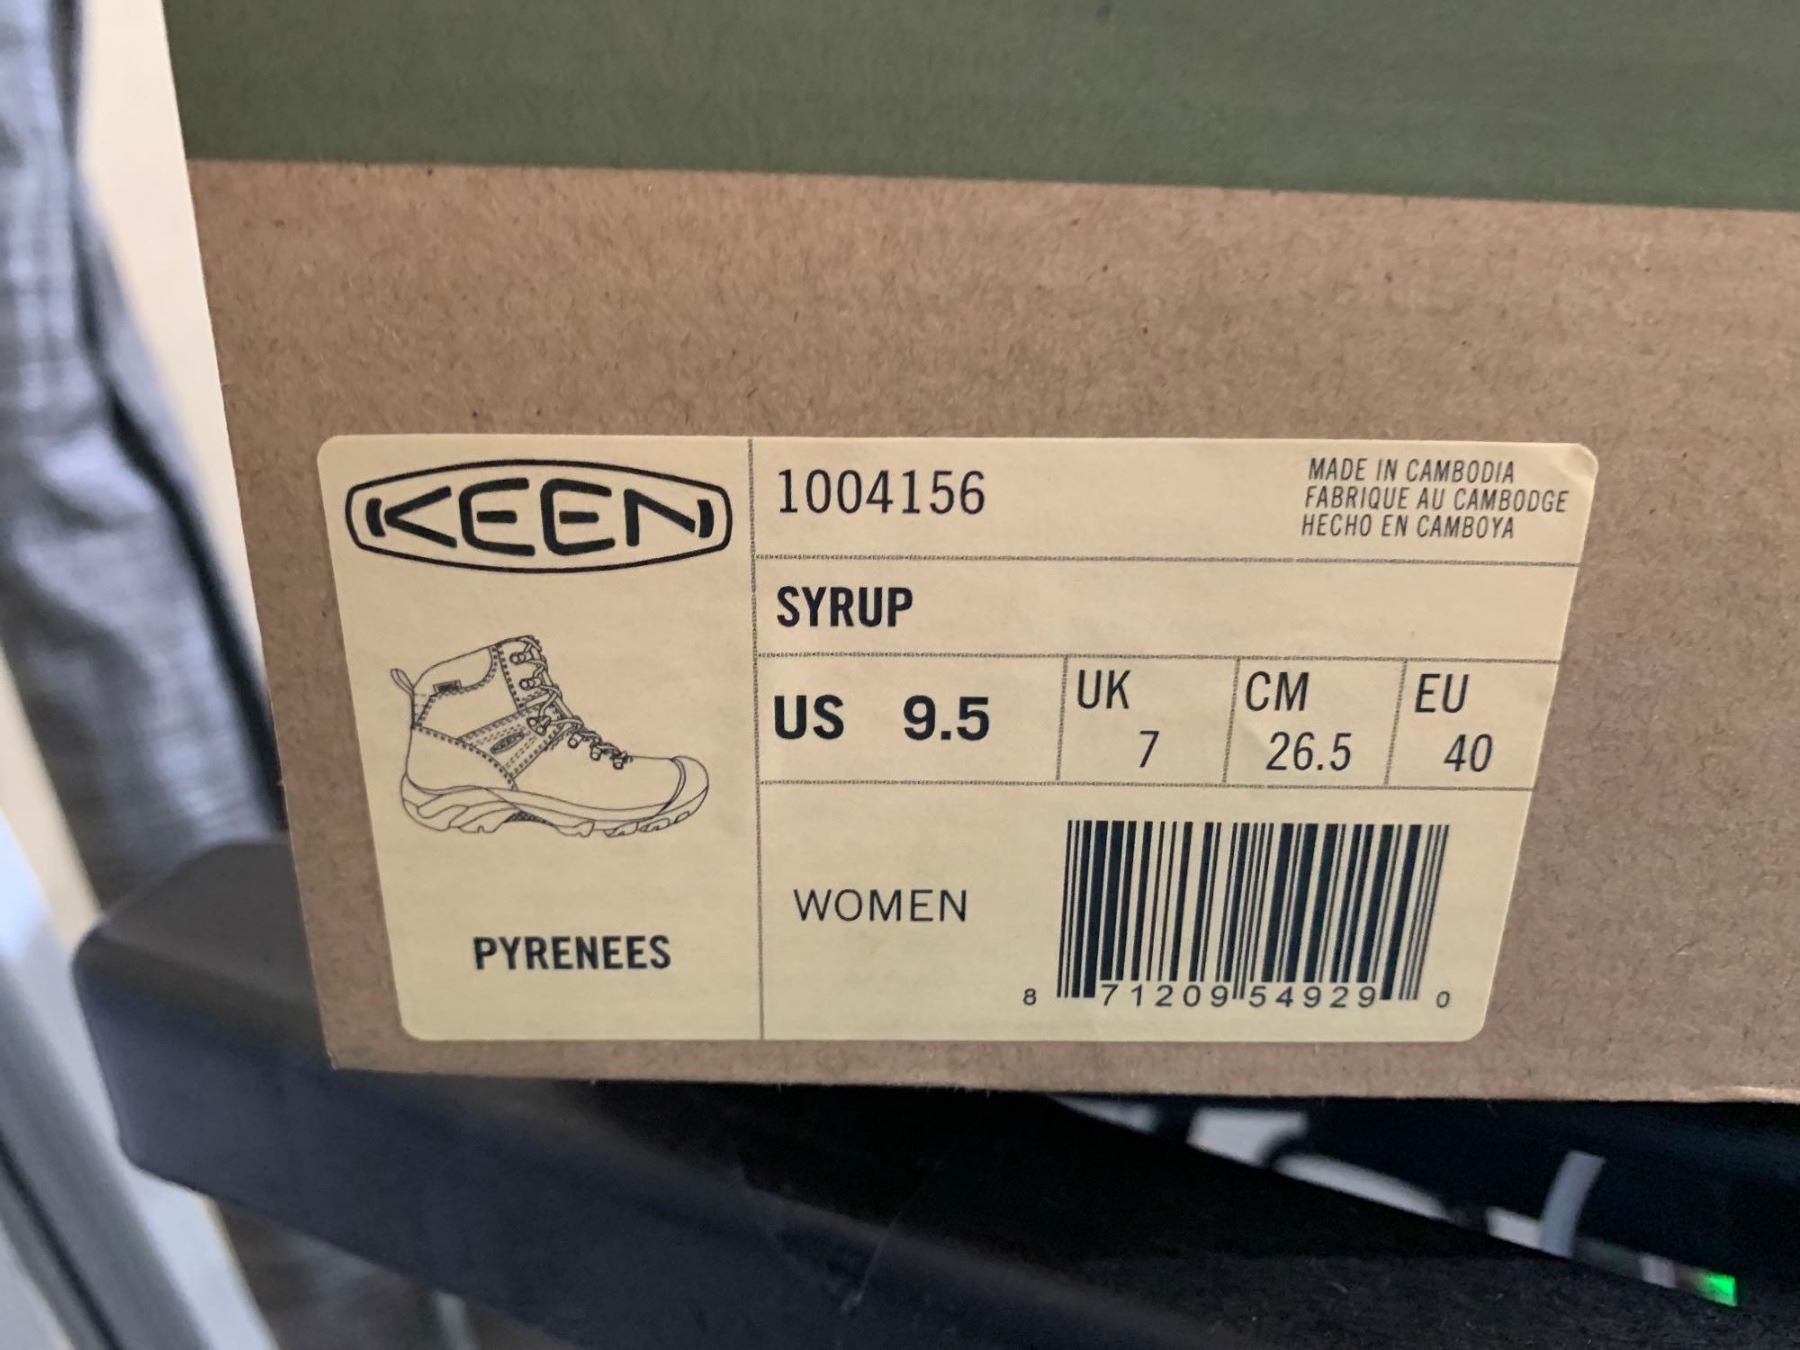 KEEN
1004156
MADE IN CAMBODIA
FABRIQUE AU CAMBODGE
HECHO EN CAMBOYA
SYRUP
US 9.5
UK
7
CM
26.5
EU
40
PYRENEES
WOMEN
8 71209 54929 0